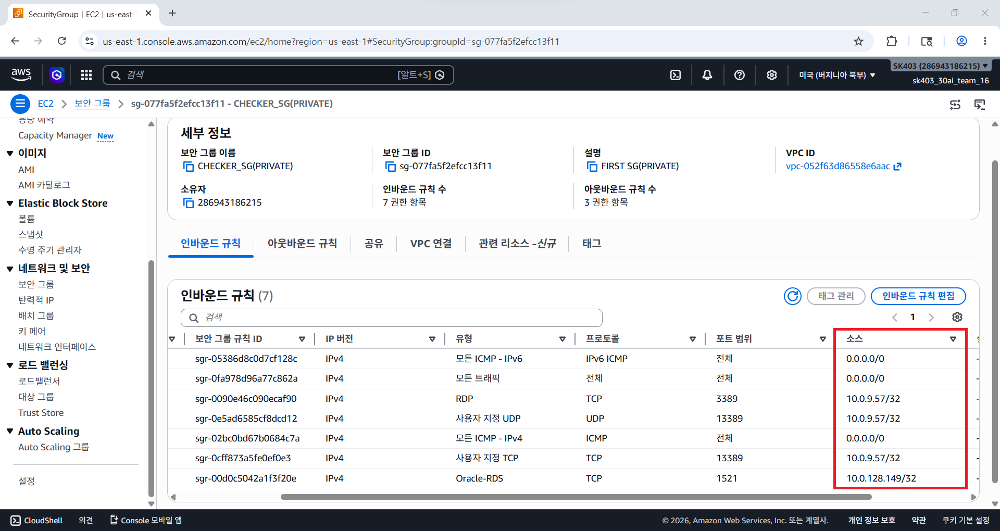 SecurityGroup | EC2 | us-east-
us-east-1.console.aws.amazon.com/ec2/home?region=us-east-1#SecurityGroup:groupId=sg-077fa5f2efcc13f11
aws
검색
[알트+S]
미국 (버지니아 북부) ▼
SK403 (286943186215) ▼
sk403_30ai_team_16
EC2 > 보안 그룹 > sg-077fa5f2efcc13f11 - CHECKER_SG(PRIVATE)
용량 예약
Capacity Manager New
이미지
AMI
AMI 카탈로그
Elastic Block Store
볼륨
스냅샷
수명 주기 관리자
네트워크 및 보안
보안 그룹
탄력적 IP
배치 그룹
키 페어
네트워크 인터페이스
로드 밸런싱
로드밸런서
대상 그룹
Trust Store
Auto Scaling
Auto Scaling 그룹
설정
세부 정보
보안 그룹 이름
CHECKER_SG(PRIVATE)
보안 그룹 ID
sg-077fa5f2efcc13f11
설명
FIRST SG(PRIVATE)
VPC ID
vpc-052f63d86558e6aac
소유자
286943186215
인바운드 규칙 수
7 권한 항목
아웃바운드 규칙 수
3 권한 항목
인바운드 규칙 아웃바운드 규칙 공유 VPC 연결 관련 리소스 -신규 태그
인바운드 규칙 (7)
태그 관리
인바운드 규칙 편집
검색
1
보안 그룹 규칙 ID IP 버전 유형 프로토콜 포트 범위 소스
sgr-05386d8c0d7cf128c IPv4 모든 ICMP - IPv6 IPv6 ICMP 전체 0.0.0.0/0 -
sgr-0fa978d96a77c862a IPv4 모든 트래픽 전체 전체 0.0.0.0/0 -
sgr-0090e46c090ecaf90 IPv4 RDP TCP 3389 10.0.9.57/32 -
sgr-0e5ad6585cf8dcd12 IPv4 사용자 지정 UDP UDP 13389 10.0.9.57/32 -
sgr-02bc0bd67b0684c7a IPv4 모든 ICMP - IPv4 ICMP 전체 0.0.0.0/0 -
sgr-0cff873a5fe0ef0e3 IPv4 사용자 지정 TCP TCP 13389 10.0.9.57/32 -
sgr-00d0c5042a1f3f20e IPv4 Oracle-RDS TCP 1521 10.0.128.149/32 -
CloudShell 의견 Console 모바일 앱
© 2026, Amazon Web Services, Inc. 또는 계열사. 개인 정보 보호 약관 쿠키 기본 설정